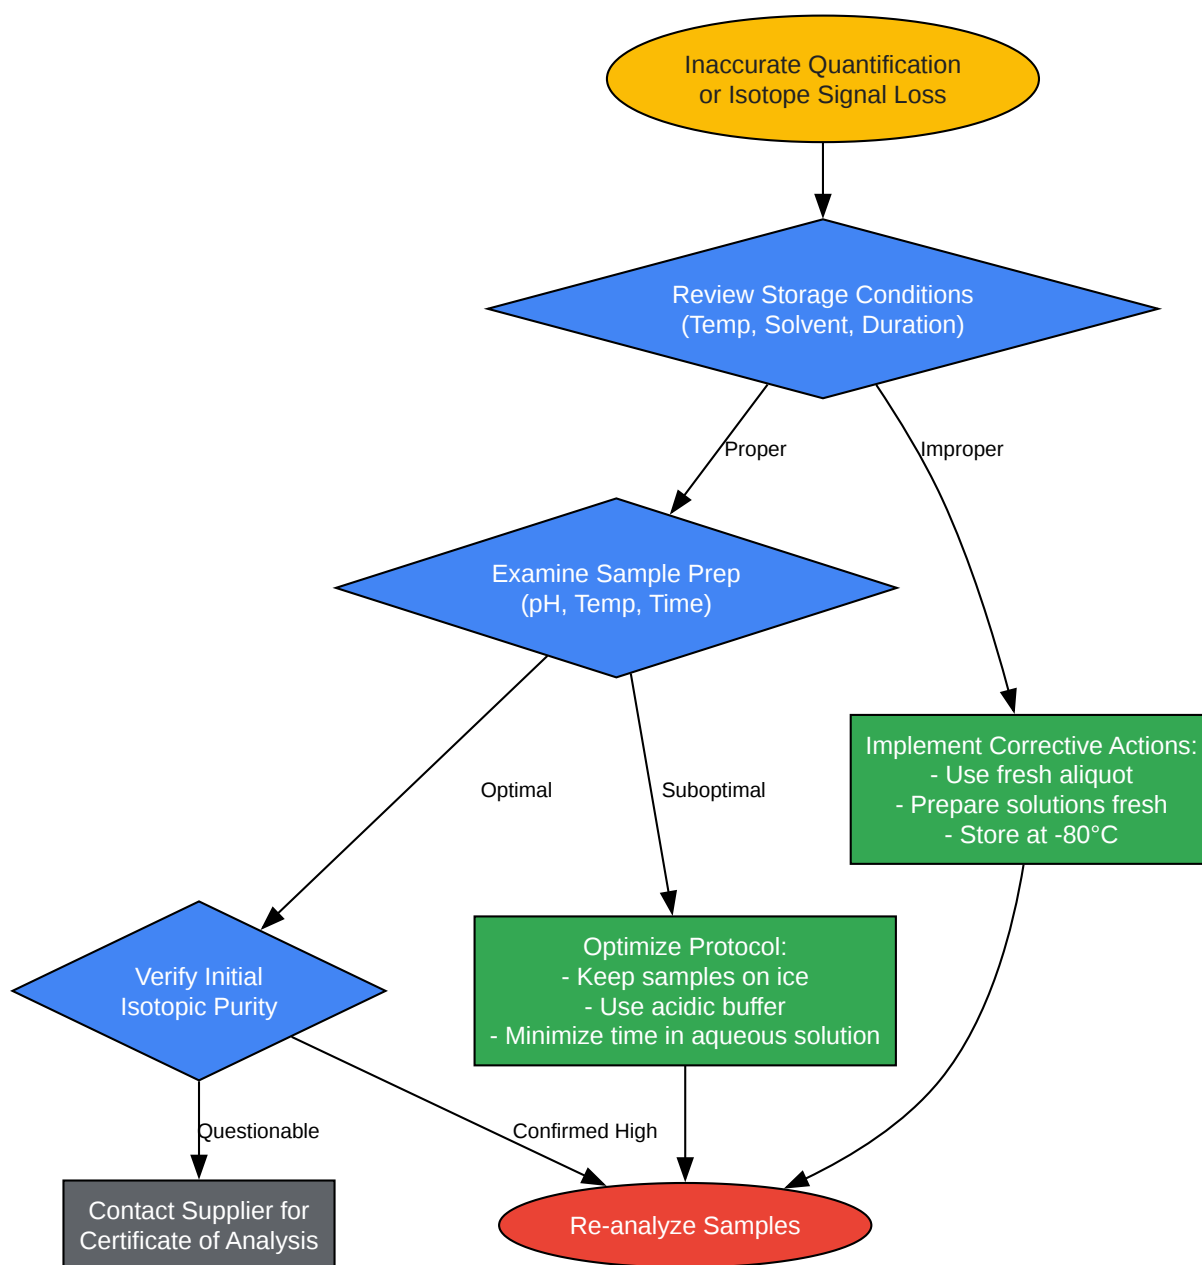 Inaccurate Quantification
or Isotope Signal Loss
Review Storage Conditions
(Temp, Solvent, Duration)
Proper
Improper
Examine Sample Prep
(pH, Temp, Time)
Optimal
Suboptimal
Implement Corrective Actions:
- Use fresh aliquot
- Prepare solutions fresh
- Store at -80°C
Verify Initial
Isotopic Purity
Optimize Protocol:
- Keep samples on ice
- Use acidic buffer
- Minimize time in aqueous solution
Questionable
Confirmed High
Contact Supplier for
Certificate of Analysis
Re-analyze Samples